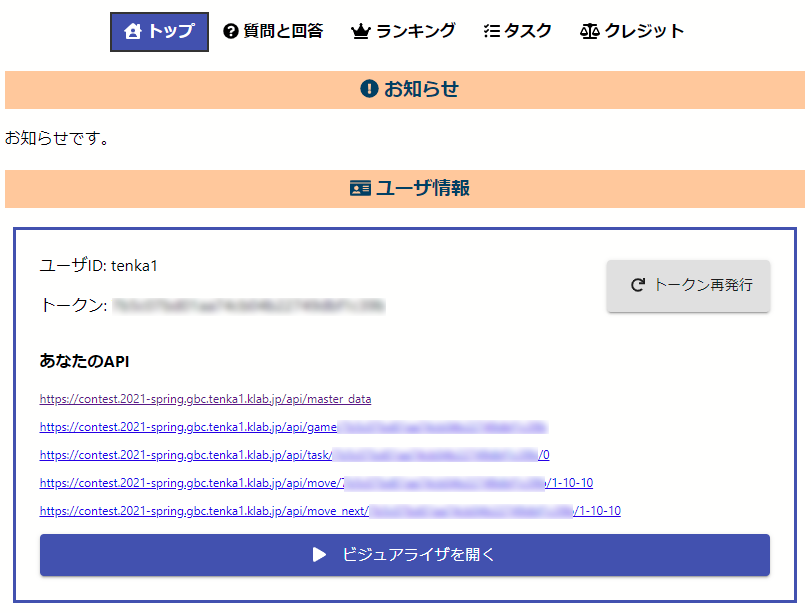 トップ 質問と回答 ランキング タスク クレジット
お知らせ
お知らせです。
ユーザ情報
ユーザID: tenka1
トークン再発行
トークン:
あなたのAPI
https://contest.2021-spring.gbc.tenka1.klab.jp/api/master_data
https://contest.2021-spring.gbc.tenka1.klab.jp/api/game
https://contest.2021-spring.gbc.tenka1.klab.jp/api/task/ /0
https://contest.2021-spring.gbc.tenka1.klab.jp/api/move/ /1-10-10
https://contest.2021-spring.gbc.tenka1.klab.jp/api/move_next/ /1-10-10
ビジュアライザを開く